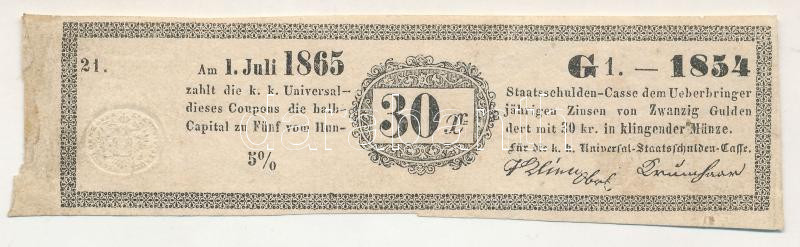 21.
Am 1. Juli 1865
zahlt die k. k. Universal-
dieses Coupons die halb-
Capital zu Fünf vom Hun-
5%
30 Xr
G 1. — 1854
Staatsschulden-Casse dem Ueberbringer
jährigen Zinsen von Zwanzig Gulden
dert mit 30 kr. in klingender Münze.
Für die k. k. Universal-Staatsschulden-Casse.
Krumhaar